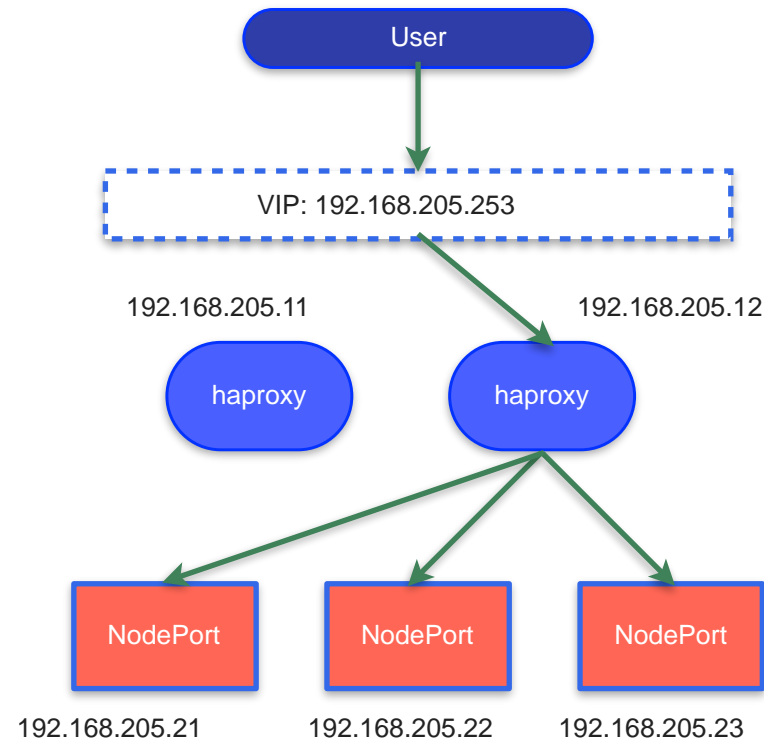 User
VIP: 192.168.205.253
192.168.205.11
192.168.205.12
haproxy
haproxy
NodePort
NodePort
NodePort
192.168.205.21
192.168.205.22
192.168.205.23